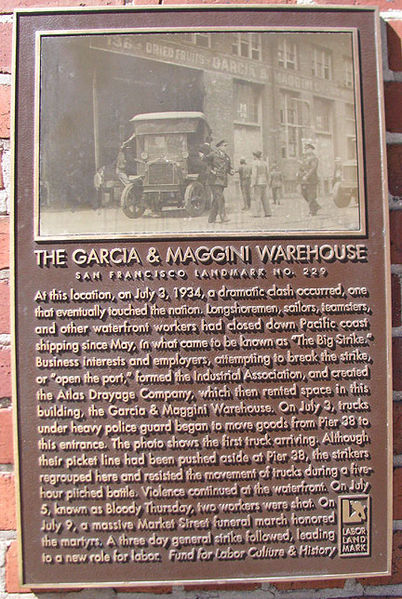 136 DRIED FRUITS GARCIA & MAGGINI CO.
THE GARCIA & MAGGINI WAREHOUSE
SAN FRANCISCO LANDMARK NO. 229
At this location, on July 3, 1934, a dramatic clash occurred, one
that eventually touched the nation. Longshoremen, sailors, teamsters,
and other waterfront workers had closed down Pacific coast
shipping since May, in what came to be known as "The Big Strike."
Business interests and employers, attempting to break the strike,
or "open the port," formed the Industrial Association, and created
the Atlas Drayage Company, which then rented space in this
building, the Garcia & Maggini Warehouse. On July 3, trucks
under heavy police guard began to move goods from Pier 38 to
this entrance. The photo shows the first truck arriving. Although
their picket line had been pushed aside at Pier 38, the strikers
regrouped here and resisted the movement of trucks during a five-
hour pitched battle. Violence continued at the waterfront. On July
5, known as Bloody Thursday, two workers were shot. On
July 9, a massive Market Street funeral march honored
the martyrs. A three day general strike followed, leading
to a new role for labor. Fund for Labor Culture & History
LABOR
LAND
MARK